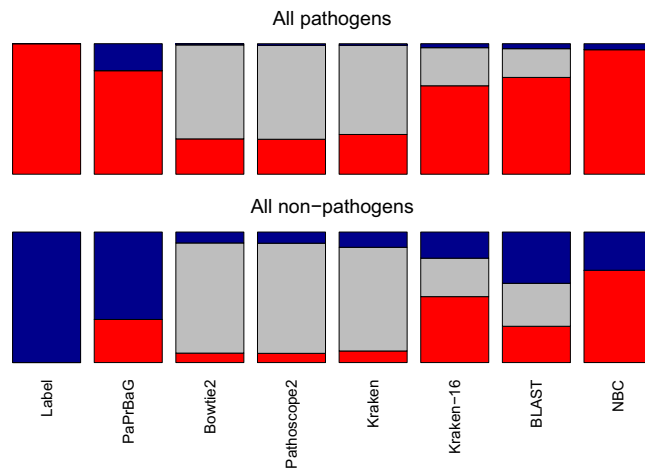 All pathogens
All non−pathogens
Label
PaPrBaG
Bowtie2
Pathoscope2
Kraken
Kraken−16
BLAST
NBC